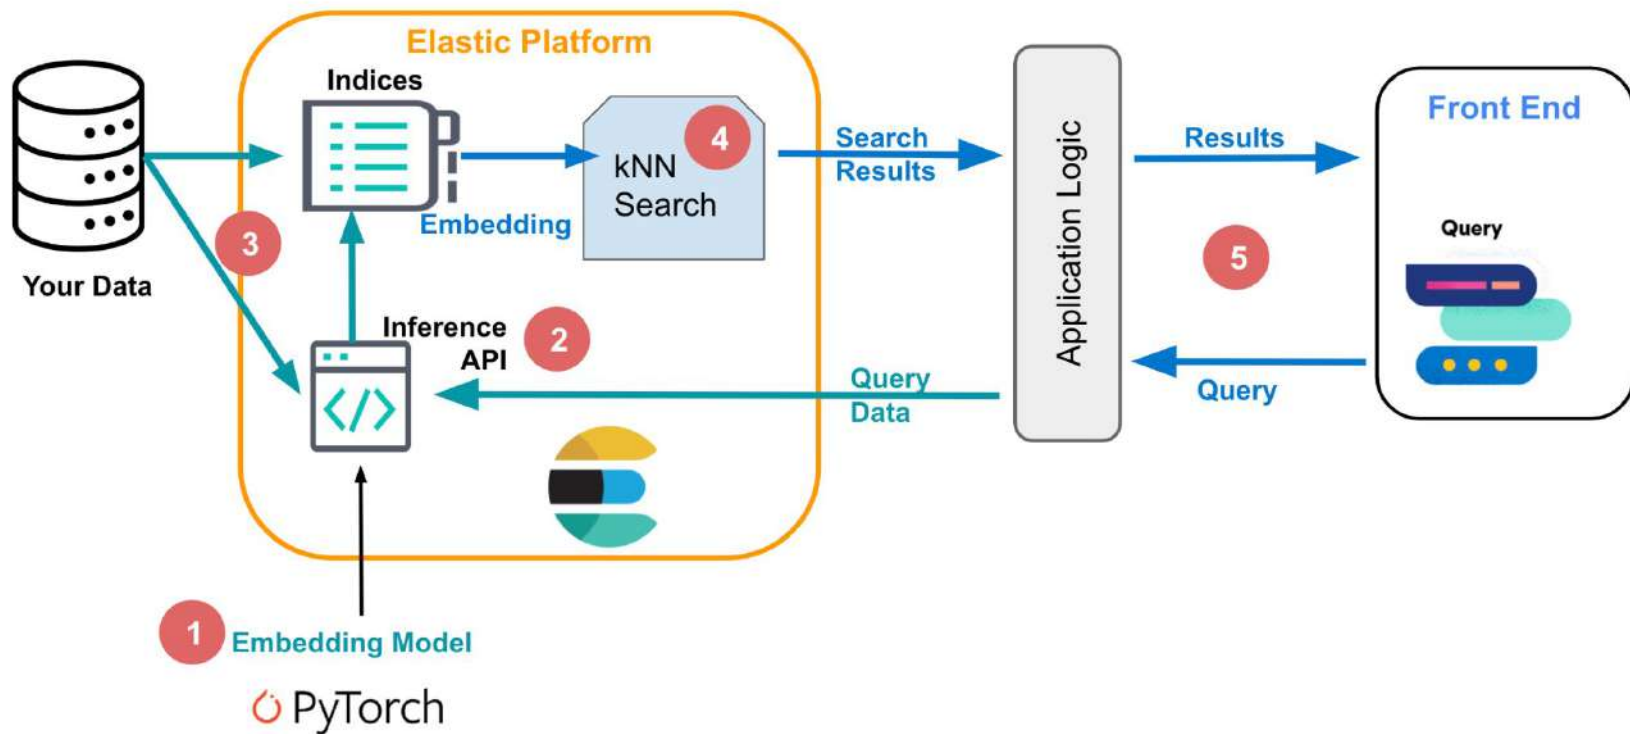 Elastic Platform
Indices
4
kNN
Search
Embedding
Search
Results
Application Logic
Results
Front End
Query
3
Your Data
Inference
API
2
5
Query
Data
Query
1
Embedding Model
PyTorch